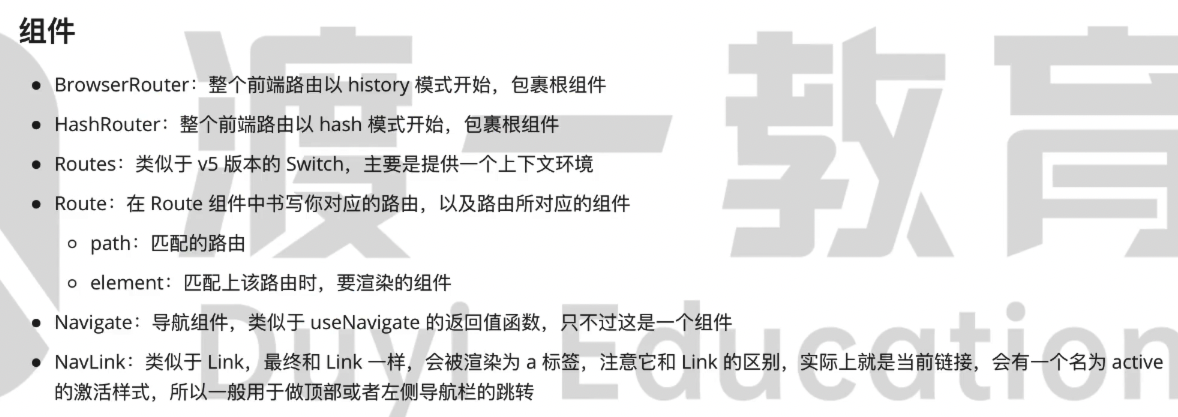 组件
BrowserRouter：整个前端路由以 history 模式开始，包裹根组件
HashRouter：整个前端路由以 hash 模式开始，包裹根组件
Routes：类似于 v5 版本的 Switch，主要是提供一个上下文环境
Route：在 Route 组件中书写你对应的路由，以及路由所对应的组件
path：匹配的路由
element：匹配上该路由时，要渲染的组件
Navigate：导航组件，类似于 useNavigate 的返回值函数，只不过这是一个组件
NavLink：类似于 Link，最终和 Link 一样，会被渲染为 a 标签，注意它和 Link 的区别，实际上就是当前链接，会有一个名为 active
的激活样式，所以一般用于做顶部或者左侧导航栏的跳转
渡一教育
Duyi Education